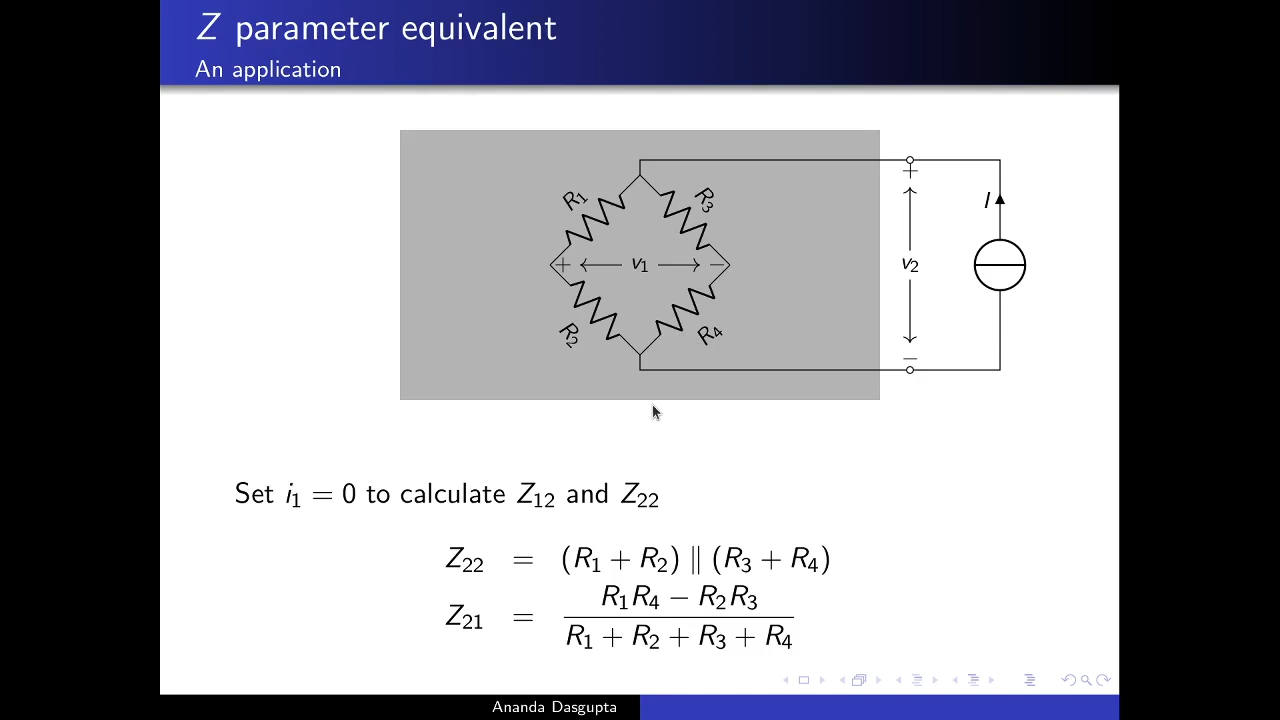 Z parameter equivalent
An application
R₁
R₃
+
I
+ v₁ −
v₂
R₂
R₄
−
Set i₁ = 0 to calculate Z₁₂ and Z₂₂
Z₂₂ = (R₁ + R₂) ∥ (R₃ + R₄)
Z₂₁ = (R₁R₄ − R₂R₃) / (R₁ + R₂ + R₃ + R₄)
Ananda Dasgupta